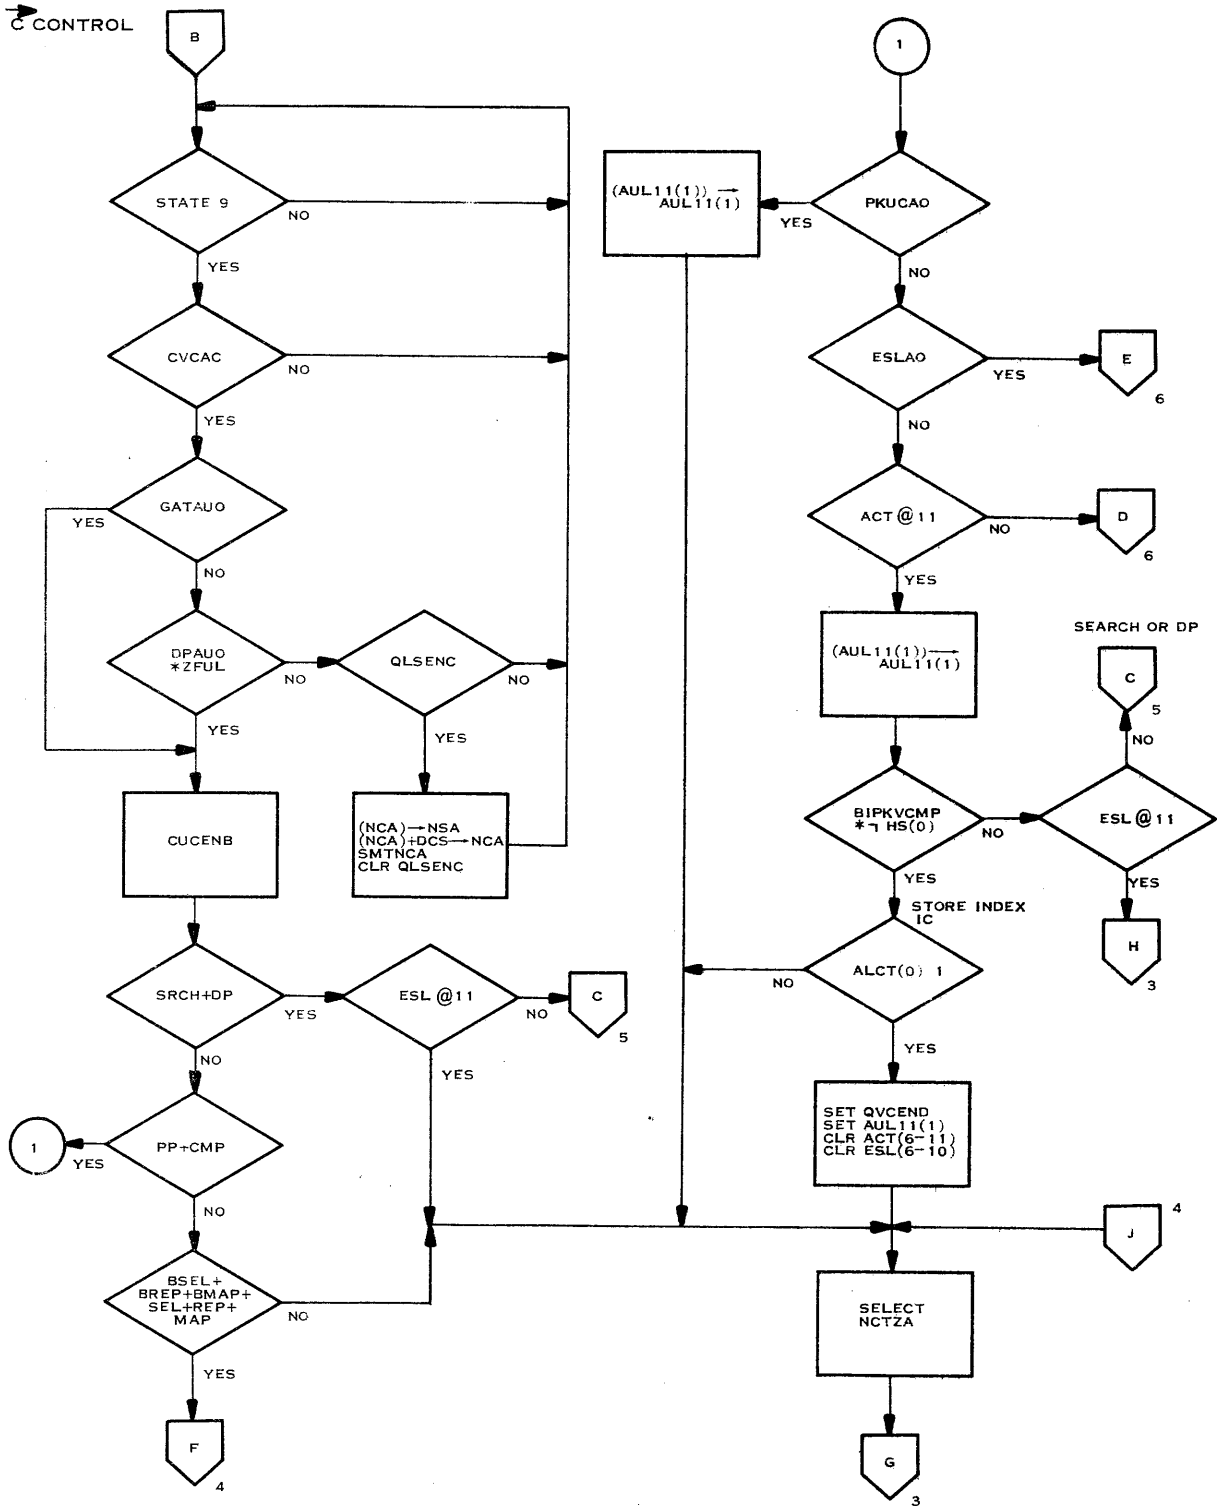 C CONTROL
B
STATE 9
NO
YES
CVCAC
NO
YES
GATAUO
YES
NO
DPAUO
*ZFUL
NO
YES
QLSENC
NO
YES
CUCENB
(NCA)→NSA
(NCA)+DCS→NCA
SMTNCA
CLR QLSENC
SRCH+DP
YES
NO
ESL @ 11
NO
YES
C
5
PP+CMP
YES
NO
1
BSEL+
BREP+BMAP+
SEL+REP+
MAP
NO
YES
F
4
1
PKUCAO
YES
NO
(AUL11(1)) →
AUL11(1)
ESLAO
YES
NO
E
6
ACT @ 11
NO
YES
D
6
(AUL11(1))→
AUL11(1)
SEARCH OR DP
C
5
NO
BIPKVCMP
*¬ HS(0)
NO
YES
ESL @ 11
YES
H
3
STORE INDEX
IC
ALCT(0) 1
NO
YES
SET QVCEND
SET AUL11(1)
CLR ACT(6-11)
CLR ESL(6-10)
J
4
SELECT
NCTZA
G
3